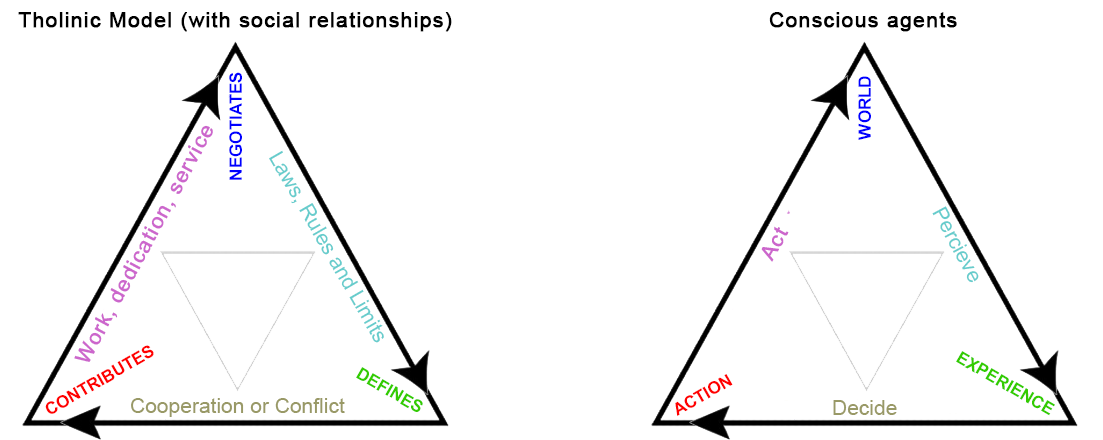 Tholinic Model (with social relationships)
NEGOTIATES
Work, dedication, service
Laws, Rules and Limits
CONTRIBUTES
DEFINES
Cooperation or Conflict
Conscious agents
WORLD
Act
Percieve
ACTION
EXPERIENCE
Decide